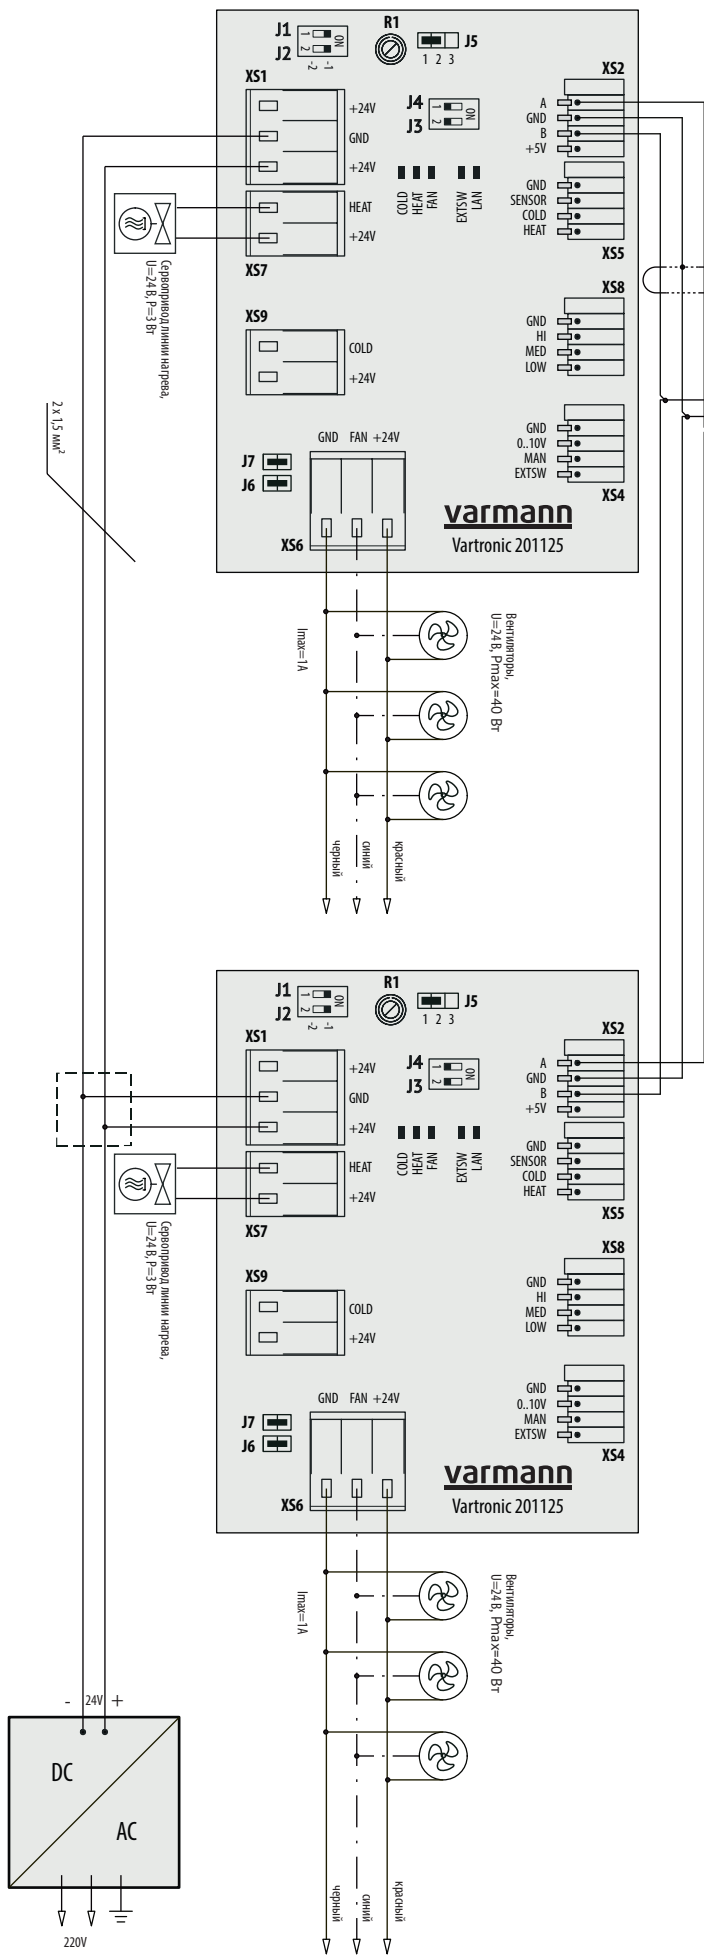 J1
J2
1
2
ON
-2 -1
R1
J5
1 2 3
XS1
+24V
GND
+24V
J4
J3
1
2
ON
XS2
A
GND
B
+5V
COLD
HEAT
FAN
EXTSW
LAN
GND
SENSOR
COLD
HEAT
XS5
HEAT
+24V
XS7
Сервопривод линии нагрева,
U=24 В, P=3 Вт
XS8
GND
HI
MED
LOW
XS9
COLD
+24V
2 x 1,5 мм²
GND FAN +24V
J7
J6
XS6
GND
0..10V
MAN
EXTSW
XS4
varmann
Vartronic 201125
Imax=1A
Вентиляторы,
U=24 В, Pmax=40 Вт
черный
синий
красный
J1
J2
1
2
ON
-2 -1
R1
J5
1 2 3
XS1
+24V
GND
+24V
J4
J3
1
2
ON
XS2
A
GND
B
+5V
COLD
HEAT
FAN
EXTSW
LAN
GND
SENSOR
COLD
HEAT
XS5
HEAT
+24V
XS7
Сервопривод линии нагрева,
U=24 В, P=3 Вт
XS8
GND
HI
MED
LOW
XS9
COLD
+24V
GND FAN +24V
J7
J6
XS6
GND
0..10V
MAN
EXTSW
XS4
varmann
Vartronic 201125
Imax=1A
Вентиляторы,
U=24 В, Pmax=40 Вт
черный
синий
красный
- 24V +
DC
AC
220V